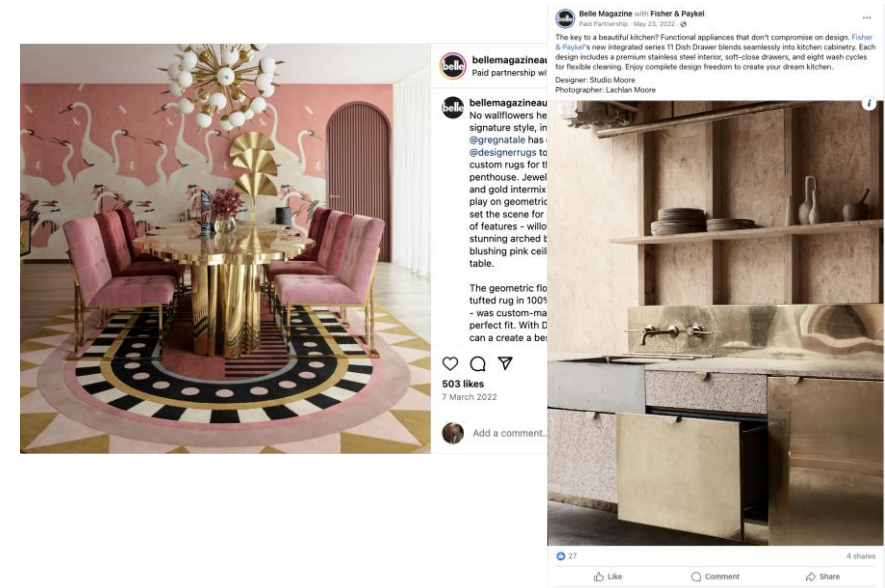 belle
bellemagazineau
Paid partnership wi
belle
bellemagazineau
No wallflowers he
signature style, in
@gregnatale has
@designerrugs to
custom rugs for th
penthouse. Jewel
and gold intermix
play on geometric
set the scene for
of features - willo
stunning arched b
blushing pink ceili
table.
The geometric flo
tufted rug in 100%
- was custom-ma
perfect fit. With D
can a create a bes
503 likes
7 March 2022
Add a comment...
belle
Belle Magazine with Fisher & Paykel.
Paid Partnership · May 23, 2022 ·
The key to a beautiful kitchen? Functional appliances that don't compromise on design. Fisher
& Paykel's new integrated series 11 Dish Drawer blends seamlessly into kitchen cabinetry. Each
design includes a premium stainless steel interior, soft-close drawers, and eight wash cycles
for flexible cleaning. Enjoy complete design freedom to create your dream kitchen.
Designer: Studio Moore
Photographer: Lachlan Moore
i
27
4 shares
Like
Comment
Share